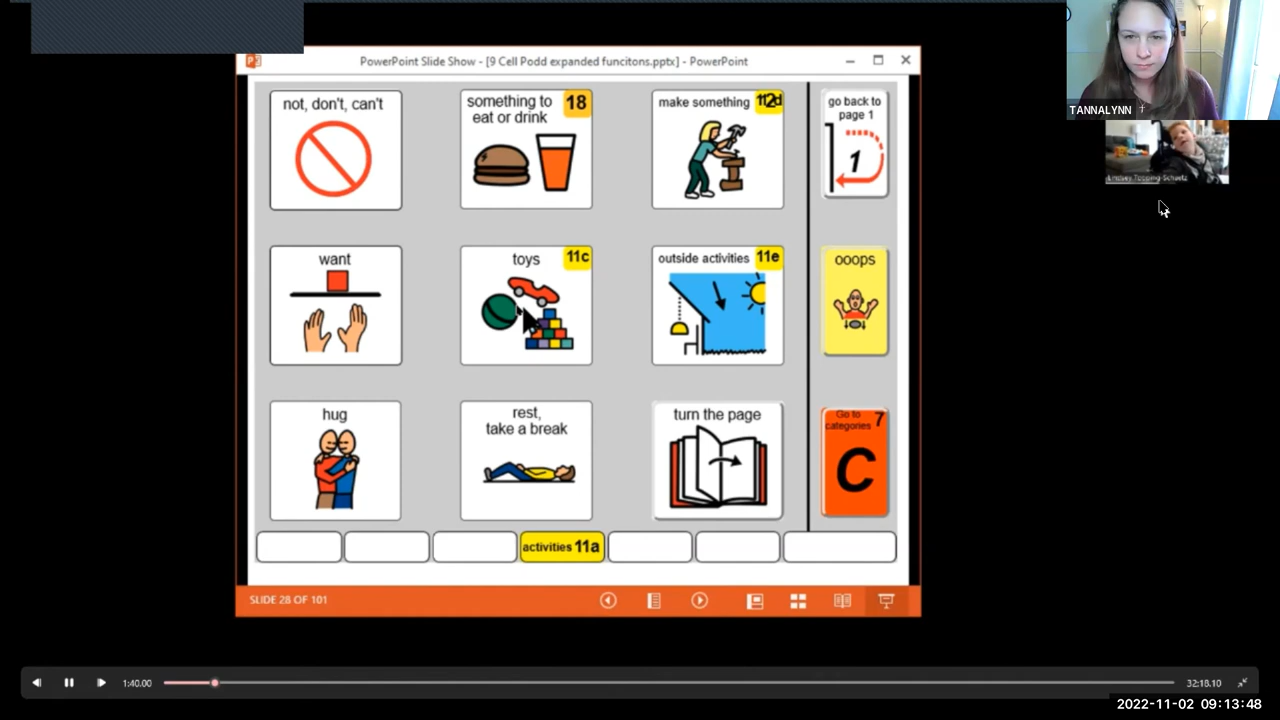 PowerPoint Slide Show - [9 Cell Podd expanded funcitons.pptx] - PowerPoint
TANNALYNN
Lindsey Topping-Schuetz
not, don't, can't
something to
eat or drink
18
make something
go back to
page 1
1
want
toys
11c
outside activities
11e
ooops
hug
rest,
take a break
turn the page
Go to
categories
7
C
activities 11a
SLIDE 28 OF 101
1:40.00
32:18.10
2022-11-02 09:13:48